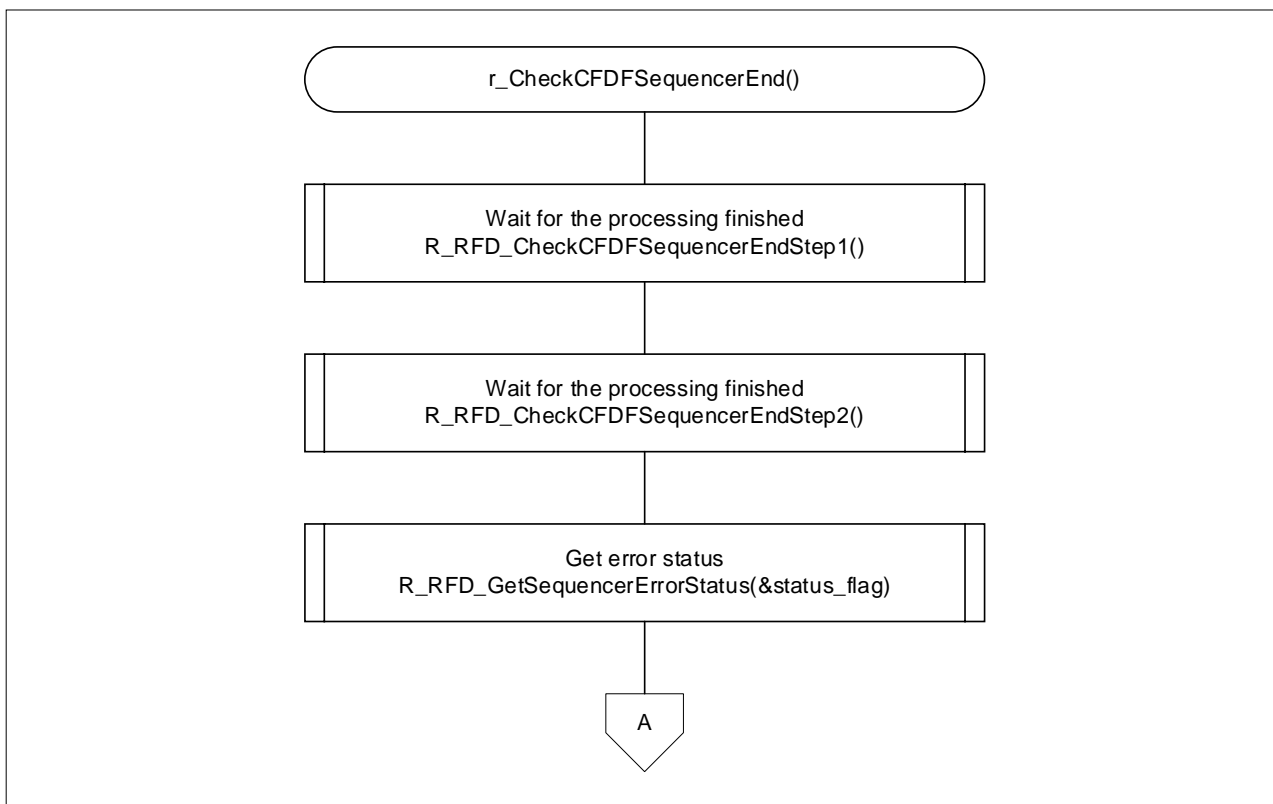 r_CheckCFDFSequencerEnd()
Wait for the processing finished
R_RFD_CheckCFDFSequencerEndStep1()
Wait for the processing finished
R_RFD_CheckCFDFSequencerEndStep2()
Get error status
R_RFD_GetSequencerErrorStatus(&status_flag)
A